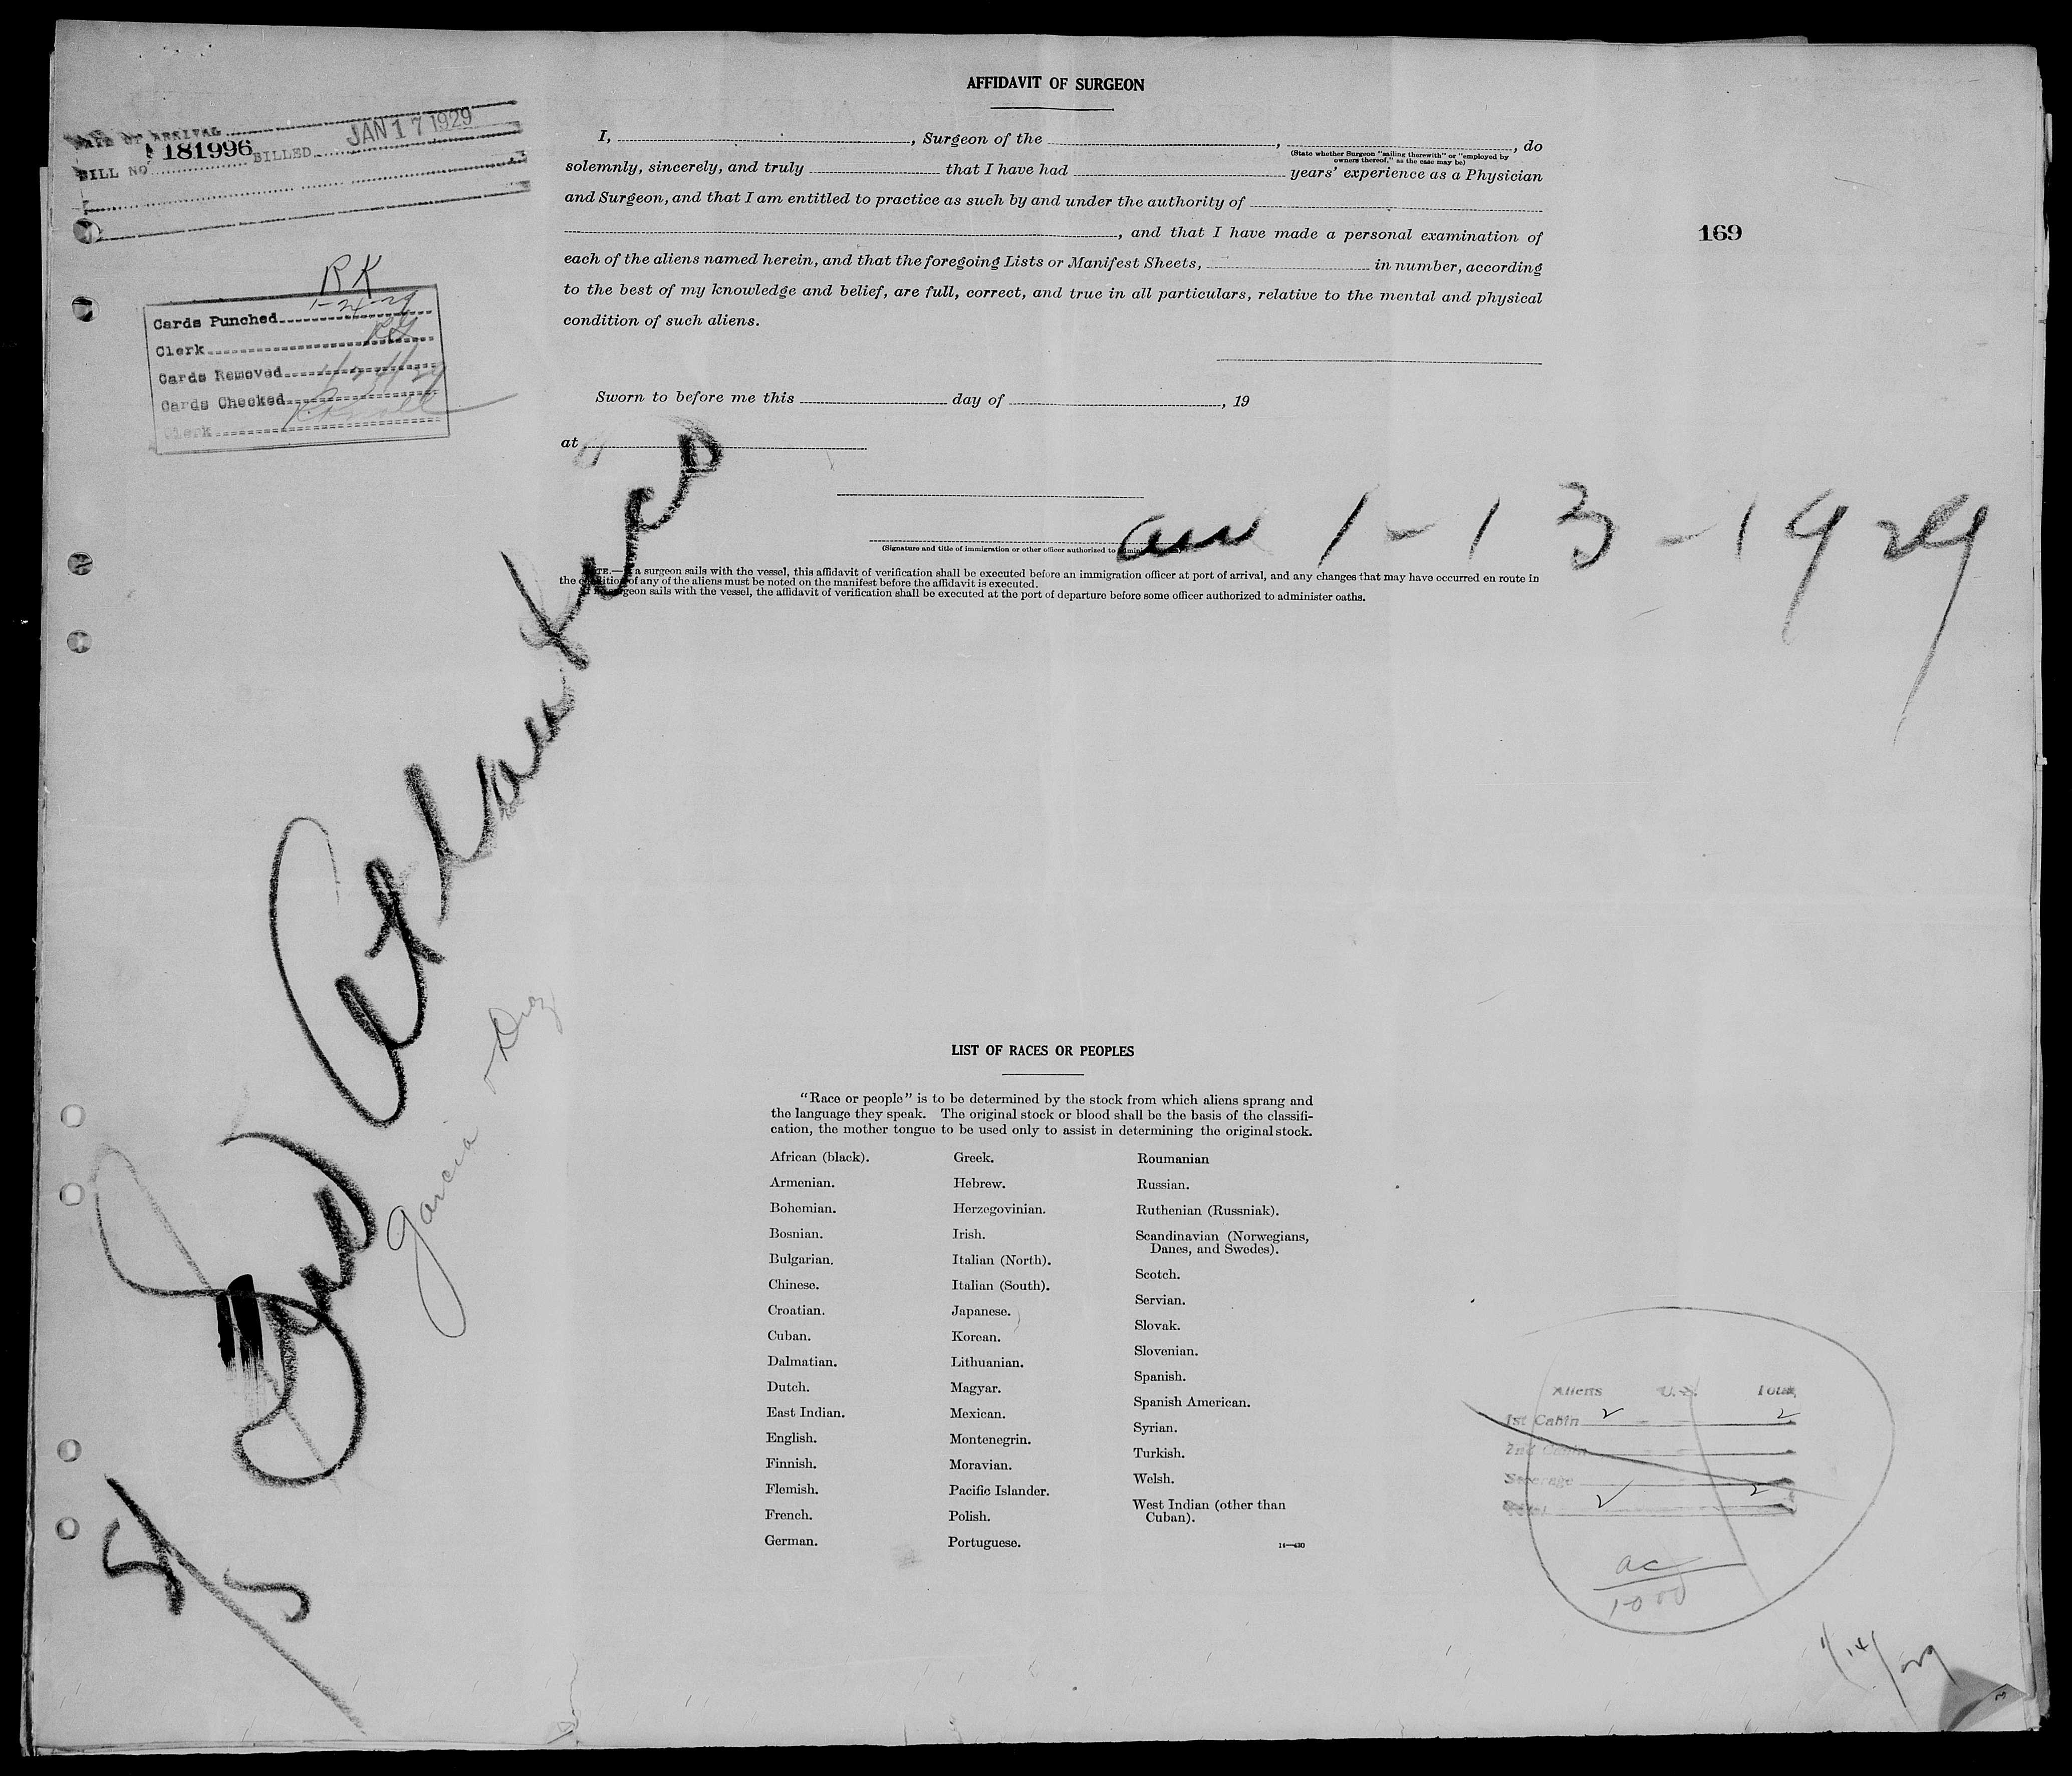 AFFIDAVIT OF SURGEON
DATE OF ARRIVAL
BILL NO. 181996 BILLED JAN 17 1929
I, , Surgeon of the , , do
(State whether Surgeon "sailing therewith" or "employed by
owners thereof," as the case may be)
solemnly, sincerely, and truly that I have had years' experience as a Physician
and Surgeon, and that I am entitled to practice as such by and under the authority of
, and that I have made a personal examination of
each of the aliens named herein, and that the foregoing Lists or Manifest Sheets, in number, according
to the best of my knowledge and belief, are full, correct, and true in all particulars, relative to the mental and physical
condition of such aliens.
169
RK
Cards Punched 1-24-29
Clerk
Cards Removed
Cards Checked
Clerk
Sworn to before me this day of , 19
at
arr 1-13-1929
(Signature and title of immigration or other officer authorized to
NOTE.—If a surgeon sails with the vessel, this affidavit of verification shall be executed before an immigration officer at port of arrival, and any changes that may have occurred en route in
the condition of any of the aliens must be noted on the manifest before the affidavit is executed.
surgeon sails with the vessel, the affidavit of verification shall be executed at the port of departure before some officer authorized to administer oaths.
S/S
Atlantico
Garcia Diaz
LIST OF RACES OR PEOPLES
"Race or people" is to be determined by the stock from which aliens sprang and
the language they speak. The original stock or blood shall be the basis of the classifi-
cation, the mother tongue to be used only to assist in determining the original stock.
African (black).
Armenian.
Bohemian.
Bosnian.
Bulgarian.
Chinese.
Croatian.
Cuban.
Dalmatian.
Dutch.
East Indian.
English.
Finnish.
Flemish.
French.
German.
Greek.
Hebrew.
Herzegovinian.
Irish.
Italian (North).
Italian (South).
Japanese.
Korean.
Lithuanian.
Magyar.
Mexican.
Montenegrin.
Moravian.
Pacific Islander.
Polish.
Portuguese.
Roumanian
Russian.
Ruthenian (Russniak).
Scandinavian (Norwegians,
Danes, and Swedes).
Scotch.
Servian.
Slovak.
Slovenian.
Spanish.
Spanish American.
Syrian.
Turkish.
Welsh.
West Indian (other than
Cuban).
14—430
Aliens U.S. Total
1st Cabin 2 - - 2
2nd Cabin - -
Steerage
Total 2 2
ac
1000
1/14/29